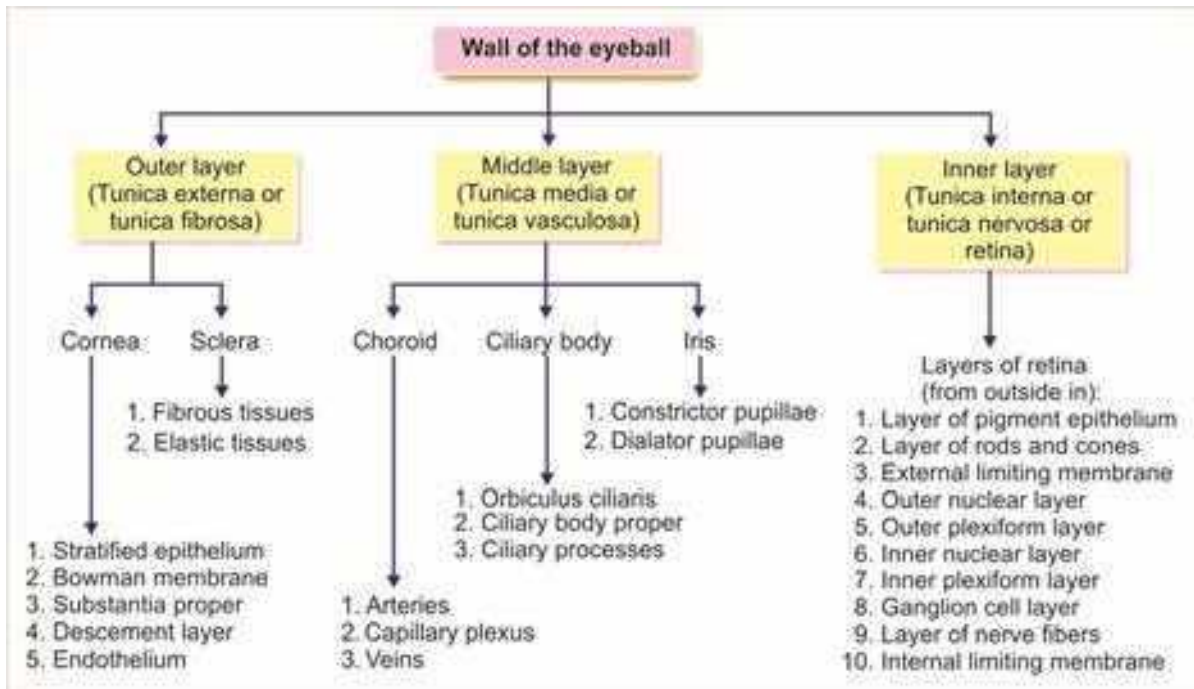 Wall of the eyeball
Outer layer
(Tunica externa or
tunica fibrosa)
Middle layer
(Tunica media or
tunica vasculosa)
Inner layer
(Tunica interna or
tunica nervosa or
retina)
Cornea
Sclera
Choroid
Ciliary body
Iris
1. Fibrous tissues
2. Elastic tissues
1. Stratified epithelium
2. Bowman membrane
3. Substantia proper
4. Descement layer
5. Endothelium
1. Arteries
2. Capillary plexus
3. Veins
1. Orbiculus ciliaris
2. Ciliary body proper
3. Ciliary processes
1. Constrictor pupillae
2. Dialator pupillae
Layers of retina
(from outside in):
1. Layer of pigment epithelium
2. Layer of rods and cones
3. External limiting membrane
4. Outer nuclear layer
5. Outer plexiform layer
6. Inner nuclear layer
7. Inner plexiform layer
8. Ganglion cell layer
9. Layer of nerve fibers
10. Internal limiting membrane